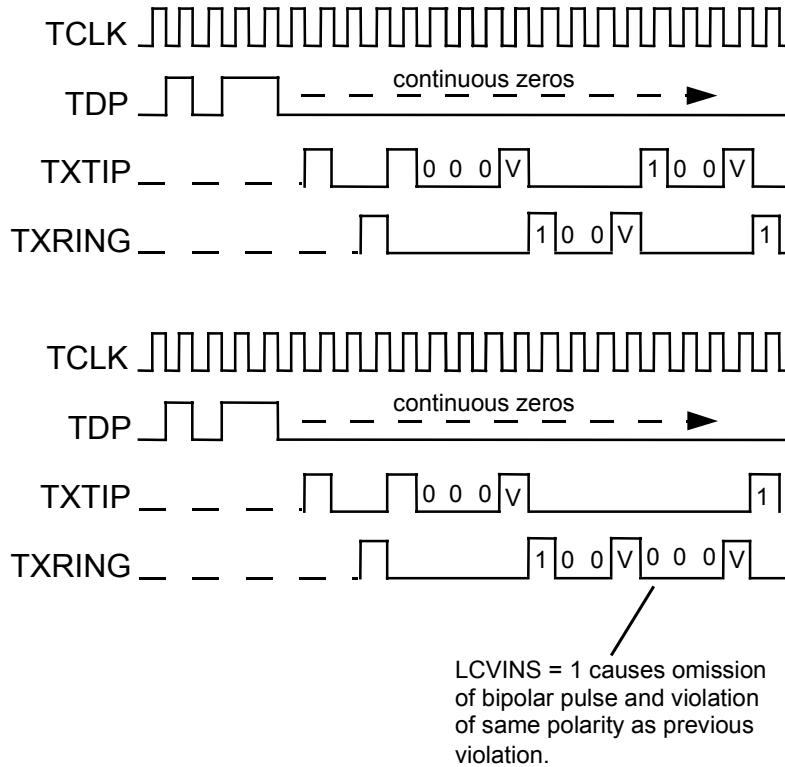 TCLK
continuous zeros
TDP
TXTIP 0 0 0 V 1 0 0 V
TXRING 1 0 0 V 1
TCLK
continuous zeros
TDP
TXTIP 0 0 0 V 1
TXRING 1 0 0 V 0 0 0 V
LCVINS = 1 causes omission
of bipolar pulse and violation
of same polarity as previous
violation.